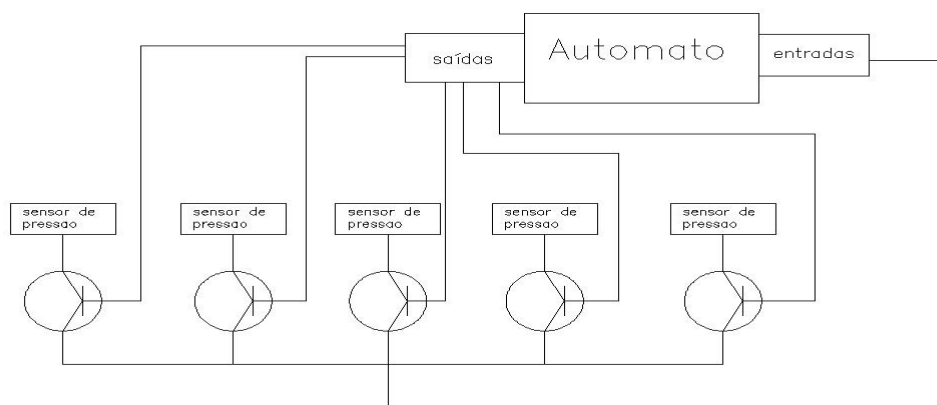 Automato
saídas
entradas
sensor de
pressao
sensor de
pressao
sensor de
pressao
sensor de
pressao
sensor de
pressao